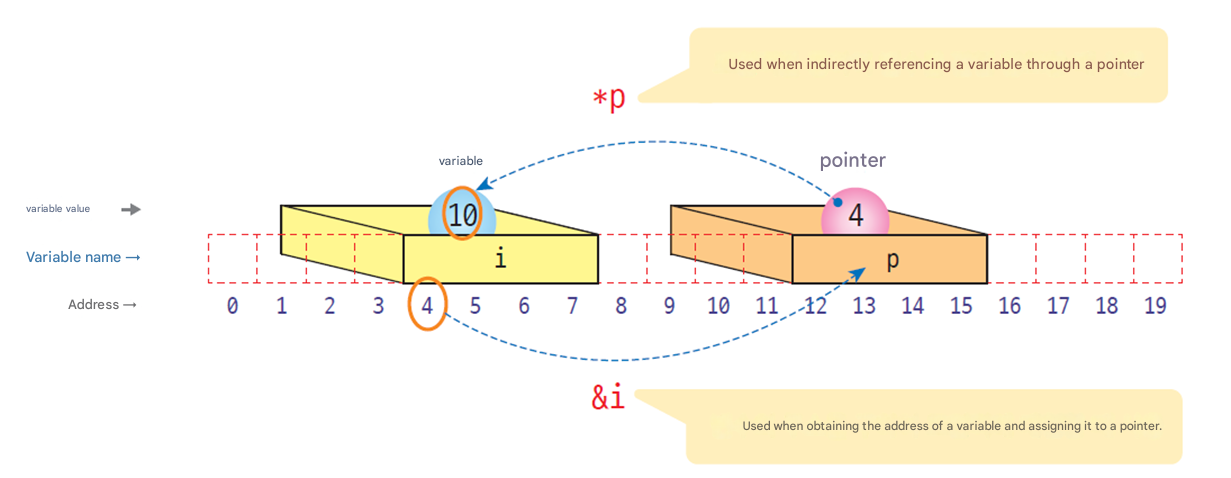 Used when indirectly referencing a variable through a pointer
*p
variable
pointer
variable value
10
4
Variable name →
i
p
Address →
0 1 2 3 4 5 6 7 8 9 10 11 12 13 14 15 16 17 18 19
&i
Used when obtaining the address of a variable and assigning it to a pointer.